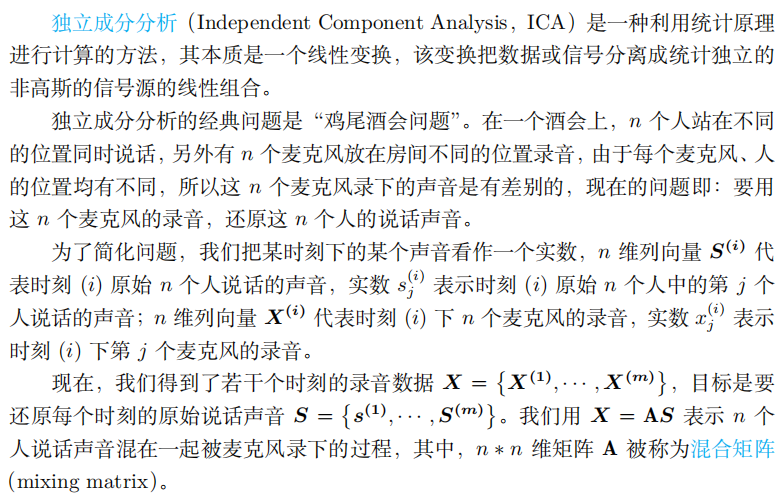 独立成分分析（Independent Component Analysis，ICA）是一种利用统计原理
进行计算的方法，其本质是一个线性变换，该变换把数据或信号分离成统计独立的
非高斯的信号源的线性组合。
独立成分分析的经典问题是“鸡尾酒会问题”。在一个酒会上，n 个人站在不同
的位置同时说话，另外有 n 个麦克风放在房间不同的位置录音，由于每个麦克风、人
的位置均有不同，所以这 n 个麦克风录下的声音是有差别的，现在的问题即：要用
这 n 个麦克风的录音，还原这 n 个人的说话声音。
为了简化问题，我们把某时刻下的某个声音看作一个实数，n 维列向量 S^{(i)} 代
表时刻 (i) 原始 n 个人说话的声音，实数 s_j^{(i)} 表示时刻 (i) 原始 n 个人中的第 j 个
人说话的声音；n 维列向量 X^{(i)} 代表时刻 (i) 下 n 个麦克风的录音，实数 x_j^{(i)} 表示
时刻 (i) 下第 j 个麦克风的录音。
现在，我们得到了若干个时刻的录音数据 X = {X^{(1)}, ⋯, X^{(m)}}，目标是要
还原每个时刻的原始说话声音 S = {s^{(1)}, ⋯, S^{(m)}}。我们用 X = AS 表示 n 个
人说话声音混在一起被麦克风录下的过程，其中，n * n 维矩阵 A 被称为混合矩阵
(mixing matrix)。